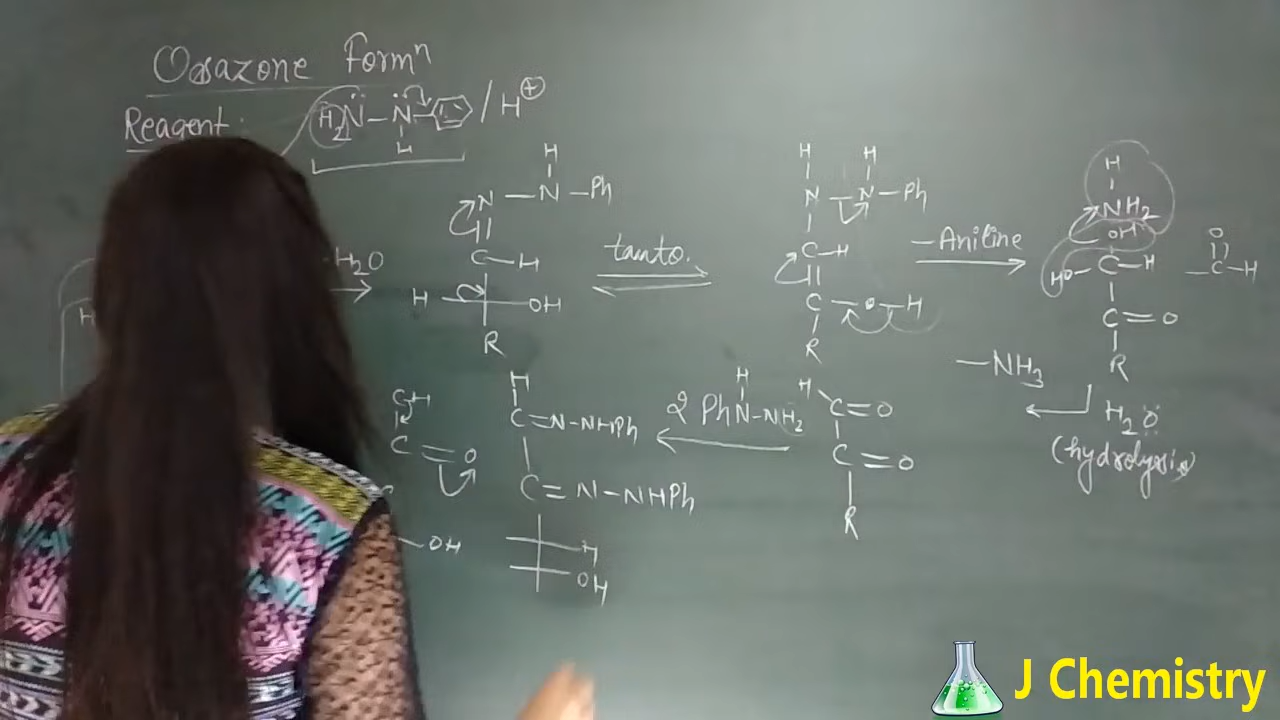 Osazone Formⁿ
Reagent : H₂N̈ — N̈ — / H⊕
H
H
N — N — Ph
C — H
H OH
R
H₂O
tauto.
H H
N — N — Ph
C — H
C — O — H
R
— Aniline
H
NH₂
OH
HO — C — H
C = O
R
O
— C — H
— NH₃
H₂O
(hydrolysis)
H
C = O
C = O
R
H
2 PhN — NH₂
H
C = N — NHPh
C = N — NHPh
H
OH
CH
C = O
— OH
H
J Chemistry